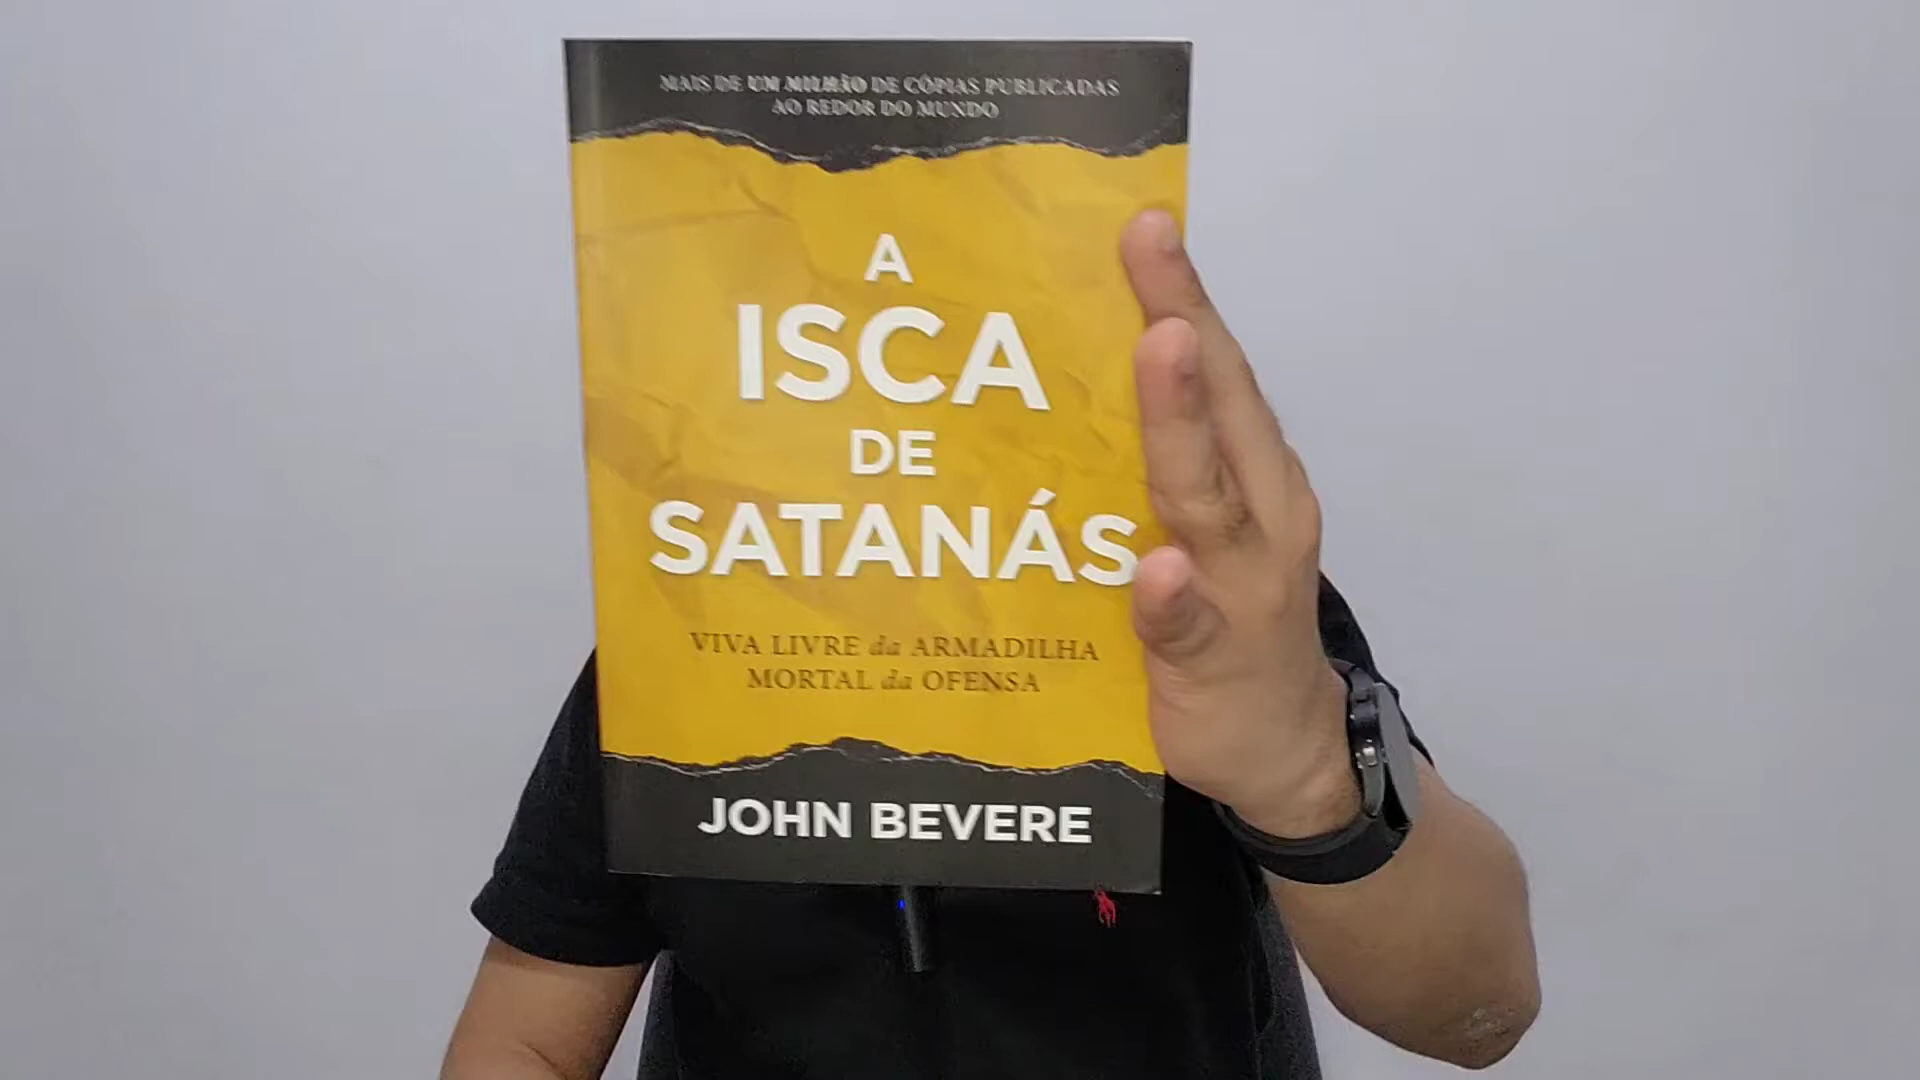 MAIS DE UM MILHÃO DE CÓPIAS PUBLICADAS
AO REDOR DO MUNDO
A
ISCA
DE
SATANÁS
VIVA LIVRE da ARMADILHA
MORTAL da OFENSA
JOHN BEVERE